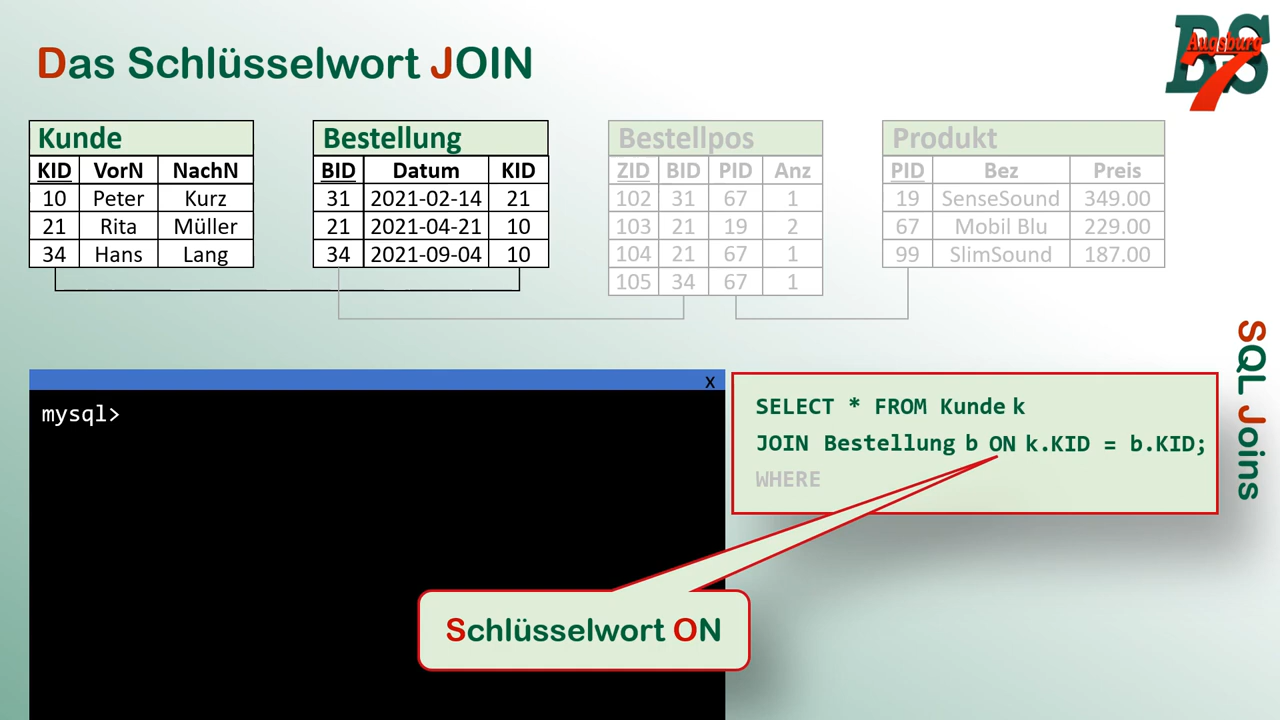 Das Schlüsselwort JOIN
BS
Augsburg
7
Kunde
KID VorN NachN
10 Peter Kurz
21 Rita Müller
34 Hans Lang
Bestellung
BID Datum KID
31 2021-02-14 21
21 2021-04-21 10
34 2021-09-04 10
Bestellpos
ZID BID PID Anz
102 31 67 1
103 21 19 2
104 21 67 1
105 34 67 1
Produkt
PID Bez Preis
19 SenseSound 349.00
67 Mobil Blu 229.00
99 SlimSound 187.00
SQL Joins
X
mysql>
SELECT * FROM Kunde k
JOIN Bestellung b ON k.KID = b.KID;
WHERE
Schlüsselwort ON